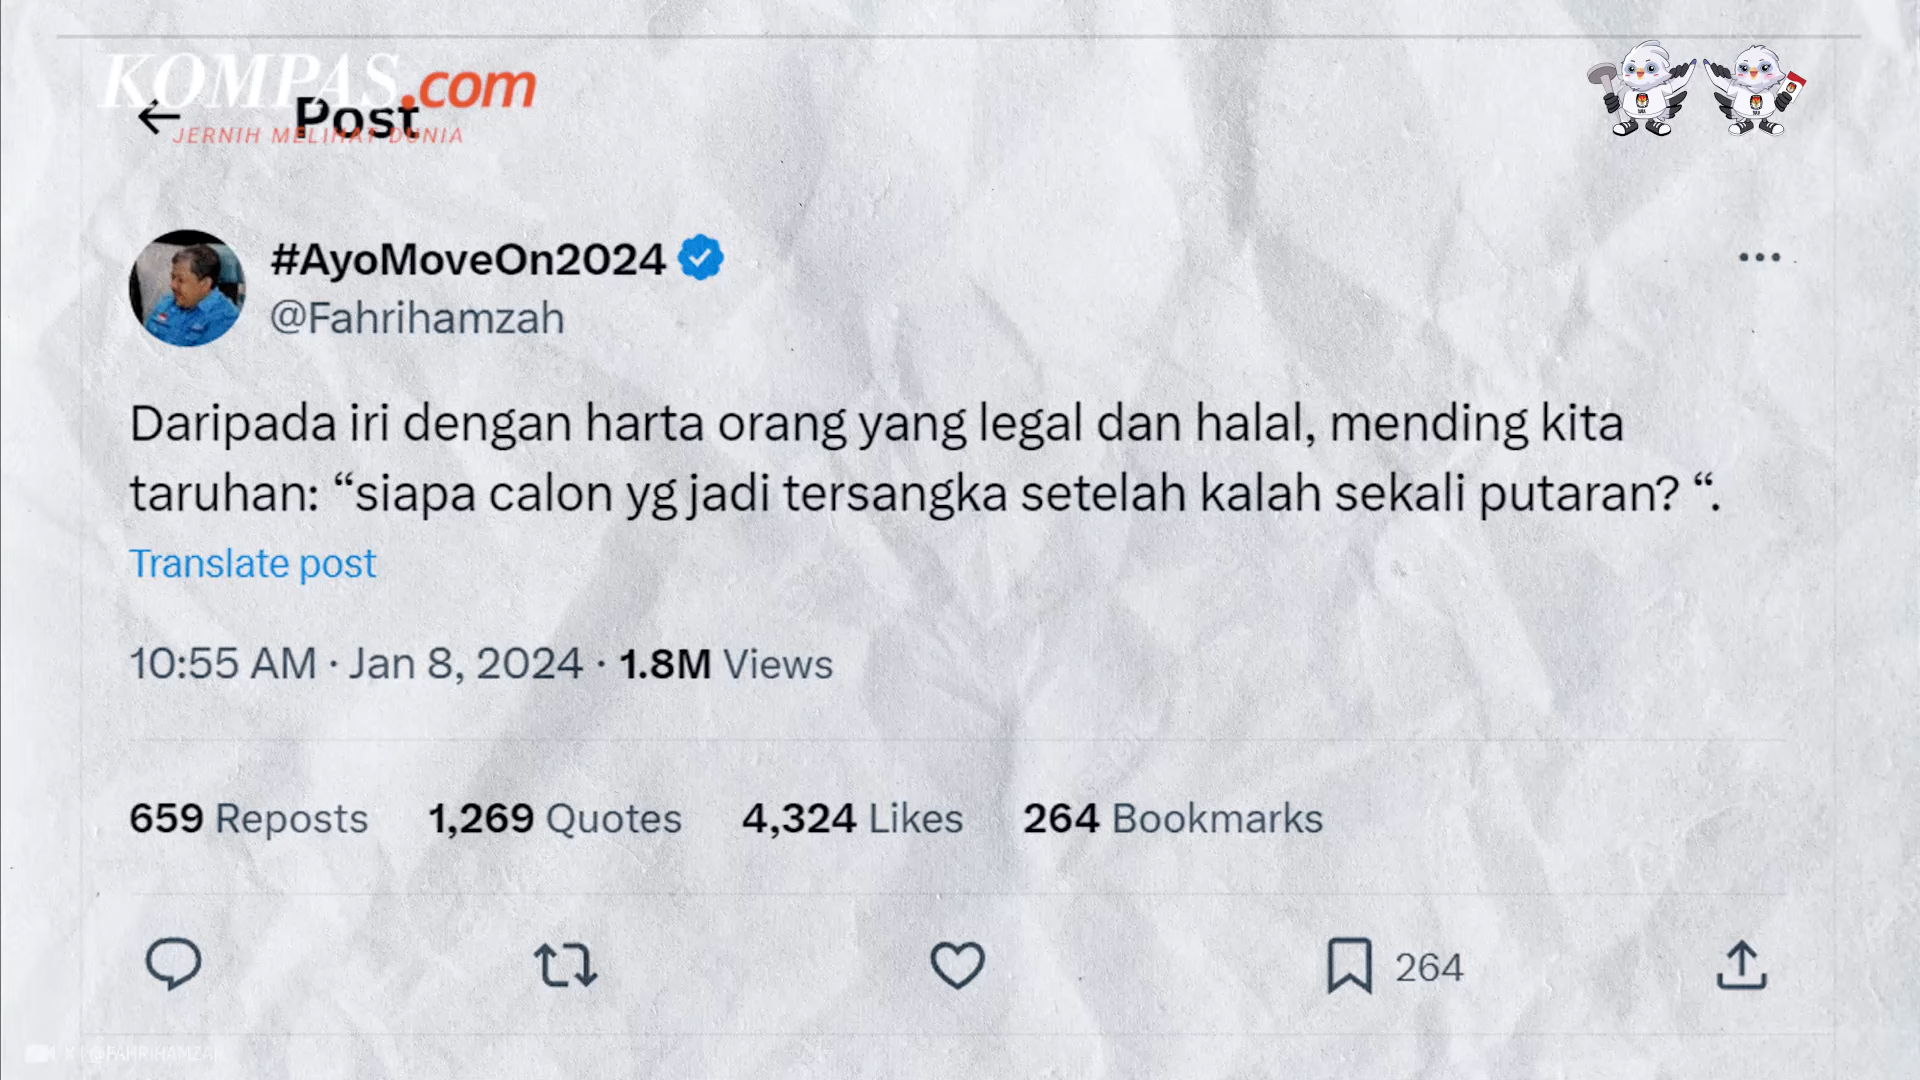 KOMPAS.com
Post
JERNIH MELIHAT DUNIA
#AyoMoveOn2024
@Fahrihamzah
Daripada iri dengan harta orang yang legal dan halal, mending kita
taruhan: “siapa calon yg jadi tersangka setelah kalah sekali putaran? “.
Translate post
10:55 AM · Jan 8, 2024 · 1.8M Views
659 Reposts 1,269 Quotes 4,324 Likes 264 Bookmarks
264
@FAHRIHAMZAH